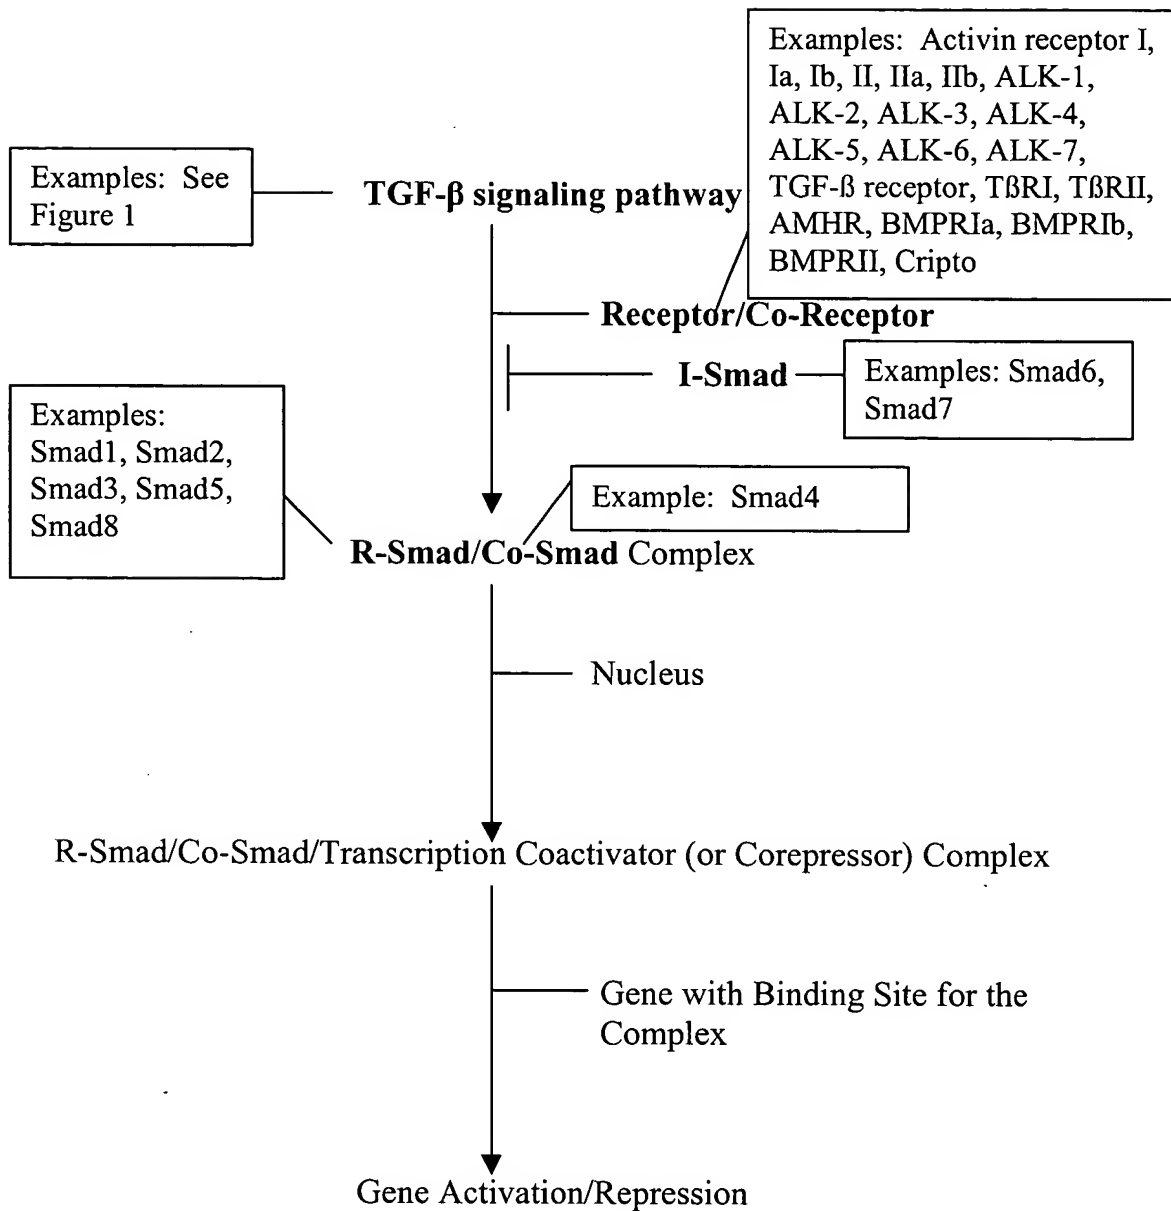 Examples: Activin receptor I,
Ia, Ib, II, IIa, IIb, ALK-1,
ALK-2, ALK-3, ALK-4,
ALK-5, ALK-6, ALK-7,
TGF-ß receptor, TßRI, TßRII,
AMHR, BMPRIa, BMPRIb,
BMPRII, Cripto
Examples: See
Figure 1
TGF-β signaling pathway
Receptor/Co-Receptor
I-Smad
Examples: Smad6,
Smad7
Examples:
Smad1, Smad2,
Smad3, Smad5,
Smad8
Example: Smad4
R-Smad/Co-Smad Complex
Nucleus
R-Smad/Co-Smad/Transcription Coactivator (or Corepressor) Complex
Gene with Binding Site for the
Complex
Gene Activation/Repression